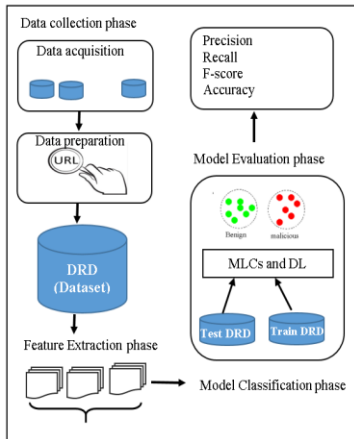 Data collection phase
Data acquisition
Data preparation
URL
DRD
(Dataset)
Feature Extraction phase
Precision
Recall
F-score
Accuracy
Model Evaluation phase
Benign
malicious
MLCs and DL
Test DRD
Train DRD
Model Classification phase